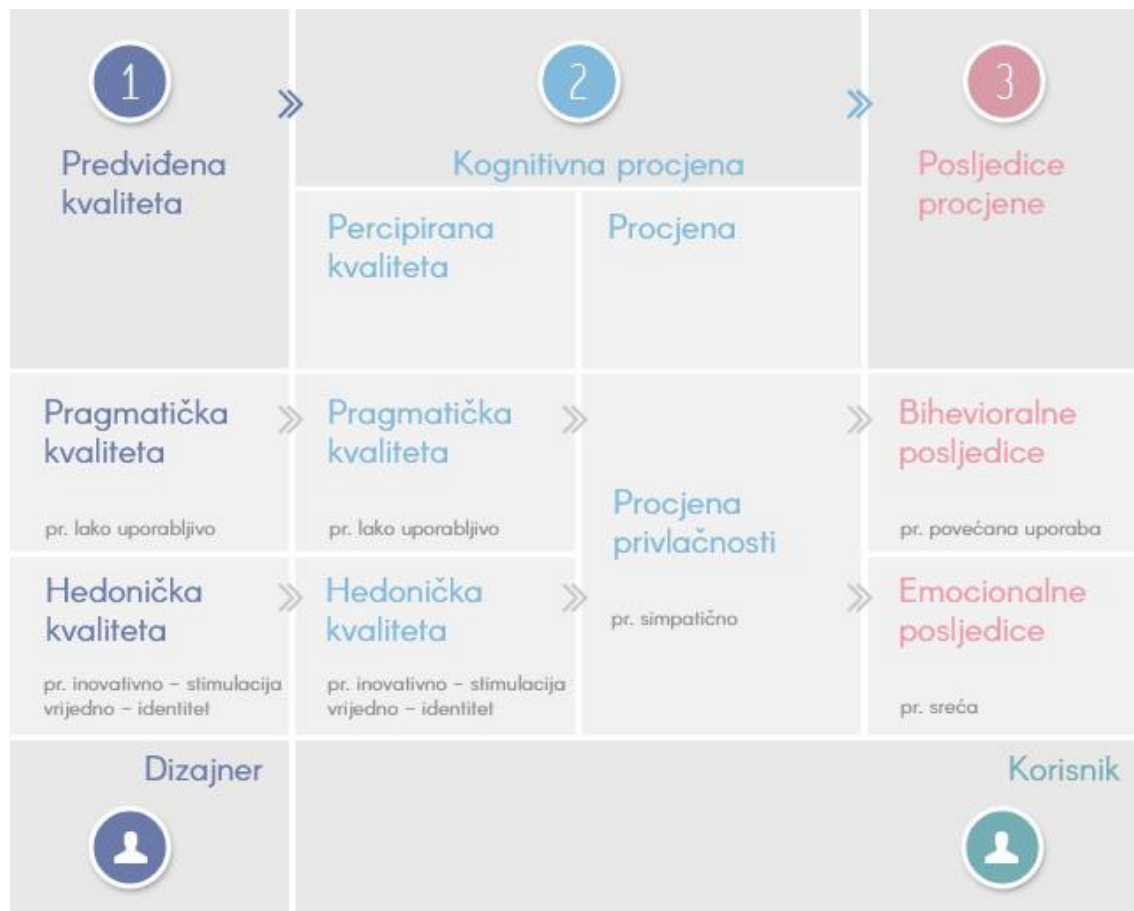 1
2
3
Predviđena
kvaliteta
Kognitivna procjena
Posljedice
procjene
Percipirana
kvaliteta
Procjena
Pragmatička
kvaliteta
pr. lako uporabljivo
Pragmatička
kvaliteta
pr. lako uporabljivo
Procjena
privlačnosti
pr. simpatično
Bihevioralne
posljedice
pr. povećana uporaba
Hedonička
kvaliteta
pr. inovativno – stimulacija
vrijedno – identitet
Hedonička
kvaliteta
pr. inovativno – stimulacija
vrijedno – identitet
Emocionalne
posljedice
pr. sreća
Dizajner
Korisnik